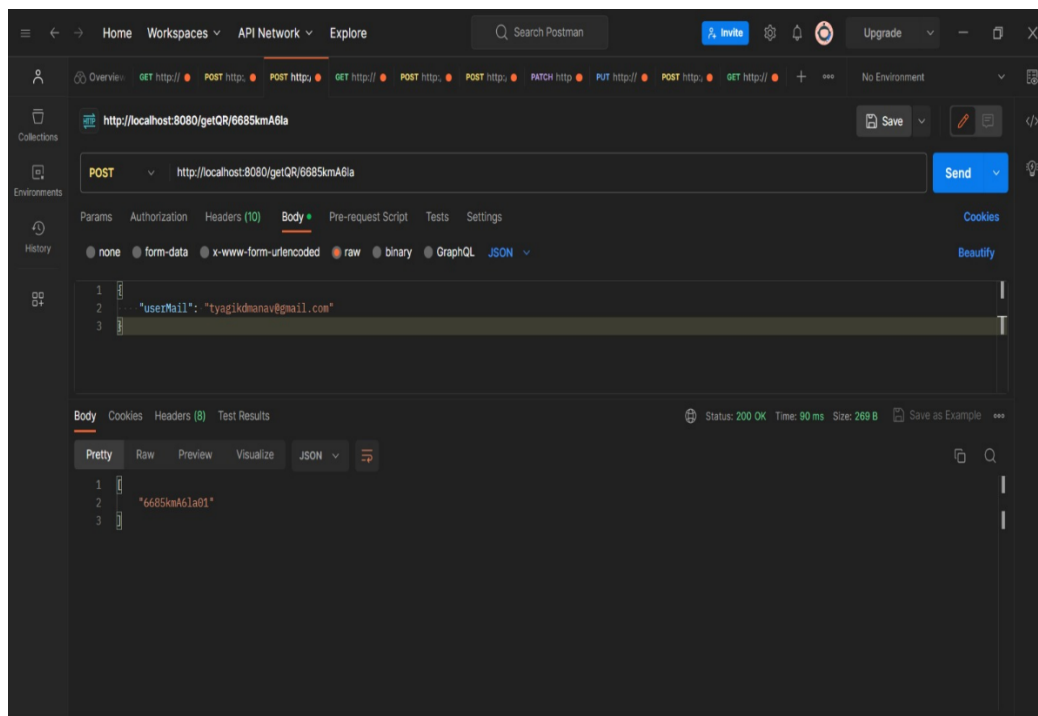 Home Workspaces API Network Explore Search Postman Invite Upgrade
Overview GET http:// POST http:, POST http:, GET http:// POST http:, POST http:, PATCH http PUT http:// POST http:, GET http:// + No Environment
HTTP http://localhost:8080/getQR/6685kmA6la Save
POST http://localhost:8080/getQR/6685kmA6la Send
Collections
Environments
History
Params Authorization Headers (10) Body Pre-request Script Tests Settings Cookies
none form-data x-www-form-urlencoded raw binary GraphQL JSON Beautify
1 {
2 "userMail": "tyagikdmanav@gmail.com"
3 }
Body Cookies Headers (8) Test Results Status: 200 OK Time: 90 ms Size: 269 B Save as Example
Pretty Raw Preview Visualize JSON
1 [
2 "6685kmA6la01"
3 ]